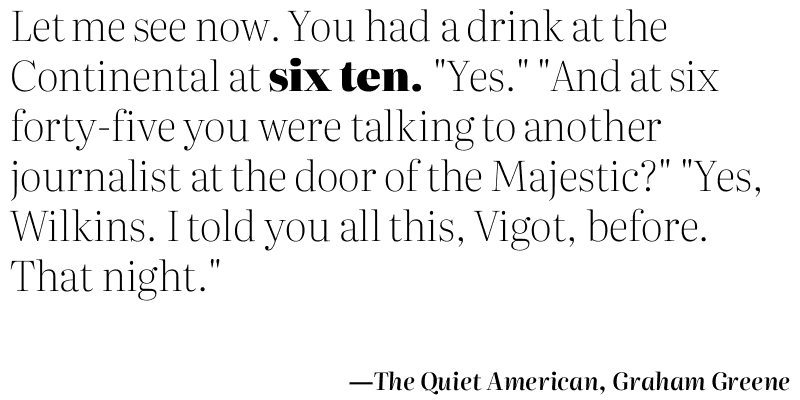 Let me see now. You had a drink at the
Continental at six ten. "Yes." "And at six
forty-five you were talking to another
journalist at the door of the Majestic?" "Yes,
Wilkins. I told you all this, Vigot, before.
That night."
—The Quiet American, Graham Greene